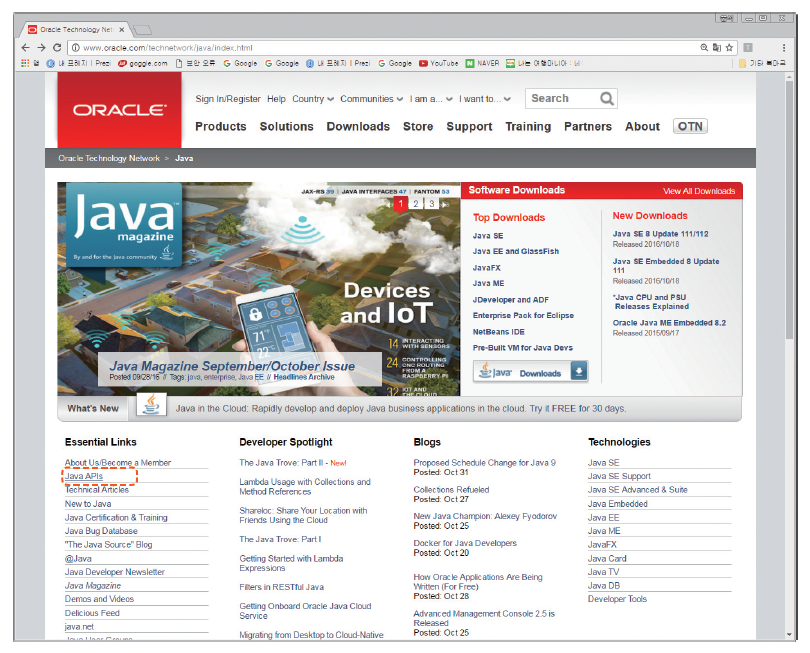 Oracle Technology Net
www.oracle.com/technetwork/java/index.html
앱 내 프레지 | Prezi goggle.com 보안 오류 G Google G Google 내 프레지 | Prezi G Google YouTube NAVER 기타 북마크
ORACLE
Sign In/Register Help Country Communities I am a... I want to... Search
Products Solutions Downloads Store Support Training Partners About OTN
Oracle Technology Network > Java
Java
magazine
By and for the Java community
JAX-RS 39 | JAVA INTERFACES 47 | FANTOM 53
1 2 3
Devices
and IoT
14 INTERACTING
WITH SENSORS
24 CONTROLLING
CNC ROUTING
FROM A
RASPBERRY PI
32 IOT AND
THE CLOUD
71°
22°
Java Magazine September/October Issue
Posted 09/28/16 // Tags: java, enterprise, Java EE // Headlines Archive
Software Downloads View All Downloads
Top Downloads
Java SE
Java EE and GlassFish
JavaFX
Java ME
JDeveloper and ADF
Enterprise Pack for Eclipse
NetBeans IDE
Pre-Built VM for Java Devs
Java Downloads
New Downloads
Java SE 8 Update 111/112
Released 2016/10/18
Java SE Embedded 8 Update
111
Released 2016/10/18
*Java CPU and PSU
Releases Explained
Oracle Java ME Embedded 8.2
Released 2015/09/17
What's New Java in the Cloud: Rapidly develop and deploy Java business applications in the cloud. Try it FREE for 30 days.
Essential Links
About Us/Become a Member
Java APIs
Technical Articles
New to Java
Java Certification & Training
Java Bug Database
"The Java Source" Blog
@Java
Java Developer Newsletter
Java Magazine
Demos and Videos
Delicious Feed
java.net
Java User Groups
Developer Spotlight
The Java Trove: Part II - New!
Lambda Usage with Collections and
Method References
Shareloc: Share Your Location with
Friends Using the Cloud
The Java Trove: Part I
Getting Started with Lambda
Expressions
Filters in RESTful Java
Getting Onboard Oracle Java Cloud
Service
Migrating from Desktop to Cloud-Native
Blogs
Proposed Schedule Change for Java 9
Posted: Oct 31
Collections Refueled
Posted: Oct 27
New Java Champion: Alexey Fyodorov
Posted: Oct 25
Docker for Java Developers
Posted: Oct 20
How Oracle Applications Are Being
Written (For Free)
Posted: Oct 28
Advanced Management Console 2.5 is
Released
Posted: Oct 25
Technologies
Java SE
Java SE Support
Java SE Advanced & Suite
Java Embedded
Java EE
Java ME
JavaFX
Java Card
Java TV
Java DB
Developer Tools